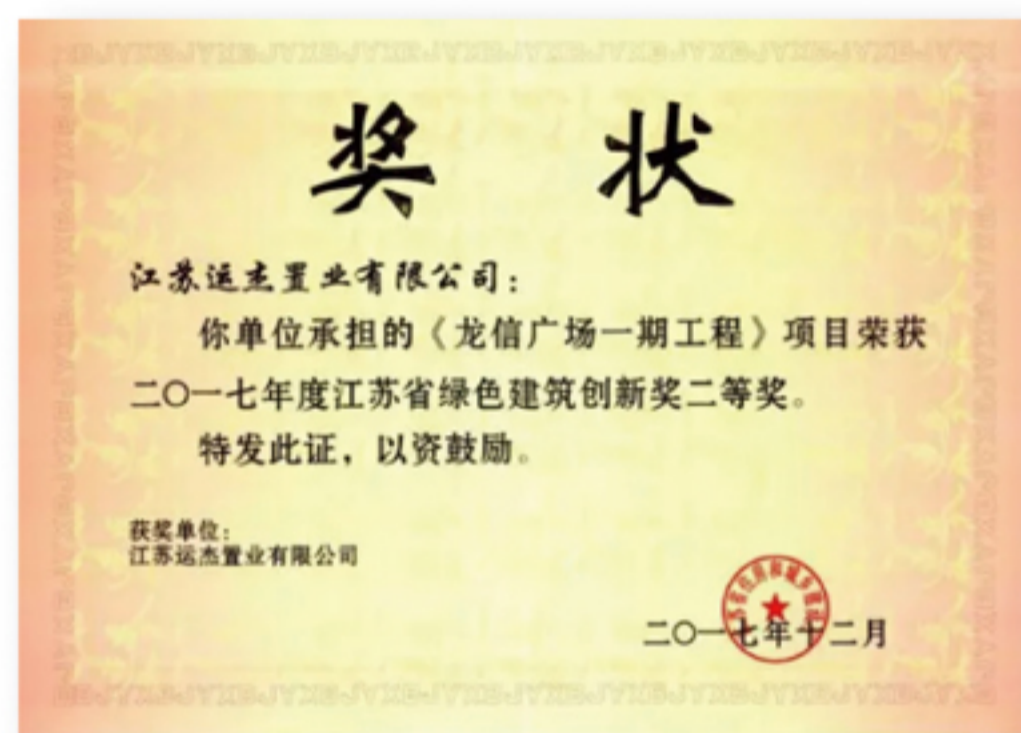 奖 状
江苏运杰置业有限公司：
你单位承担的《龙信广场一期工程》项目荣获
二〇一七年度江苏省绿色建筑创新奖二等奖。
特发此证，以资鼓励。
获奖单位：
江苏运杰置业有限公司
二〇一七年十二月